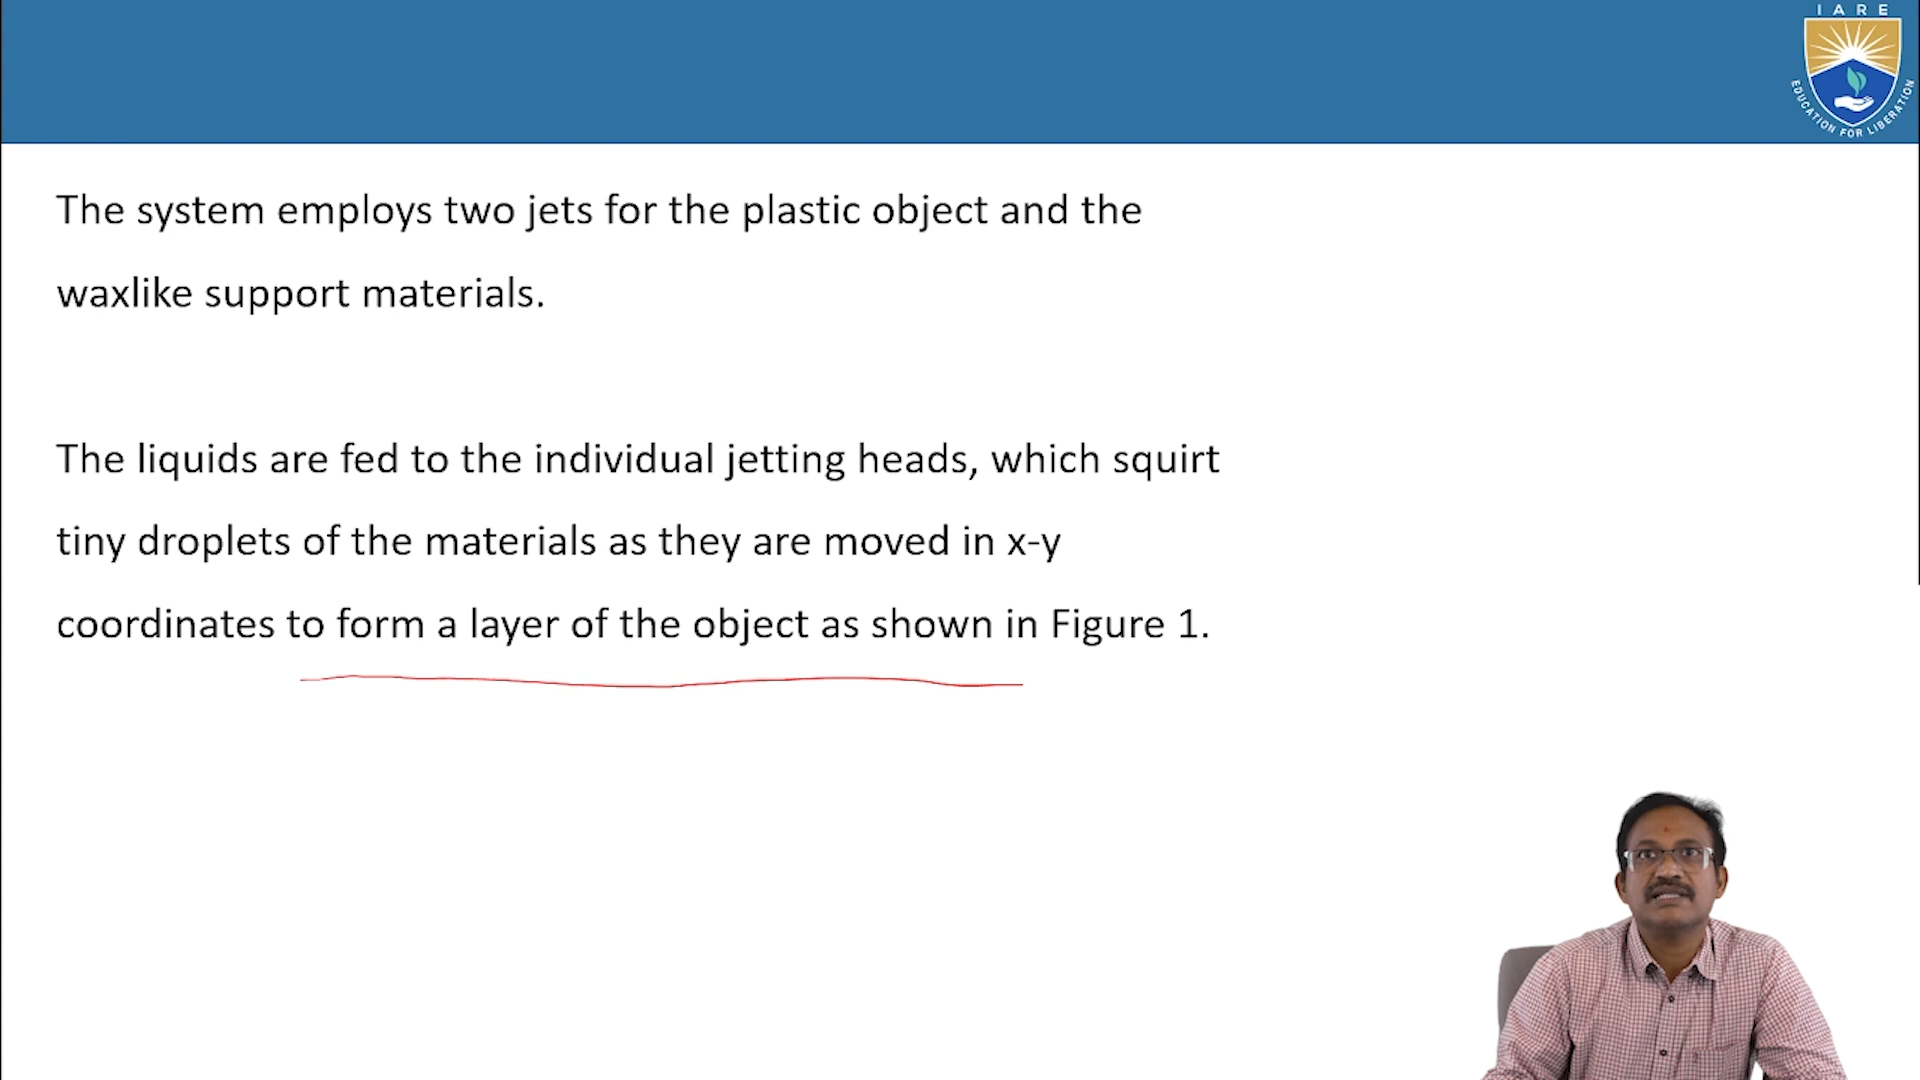 IARE
EDUCATION FOR LIBERATION
The system employs two jets for the plastic object and the
waxlike support materials.
The liquids are fed to the individual jetting heads, which squirt
tiny droplets of the materials as they are moved in x-y
coordinates to form a layer of the object as shown in Figure 1.